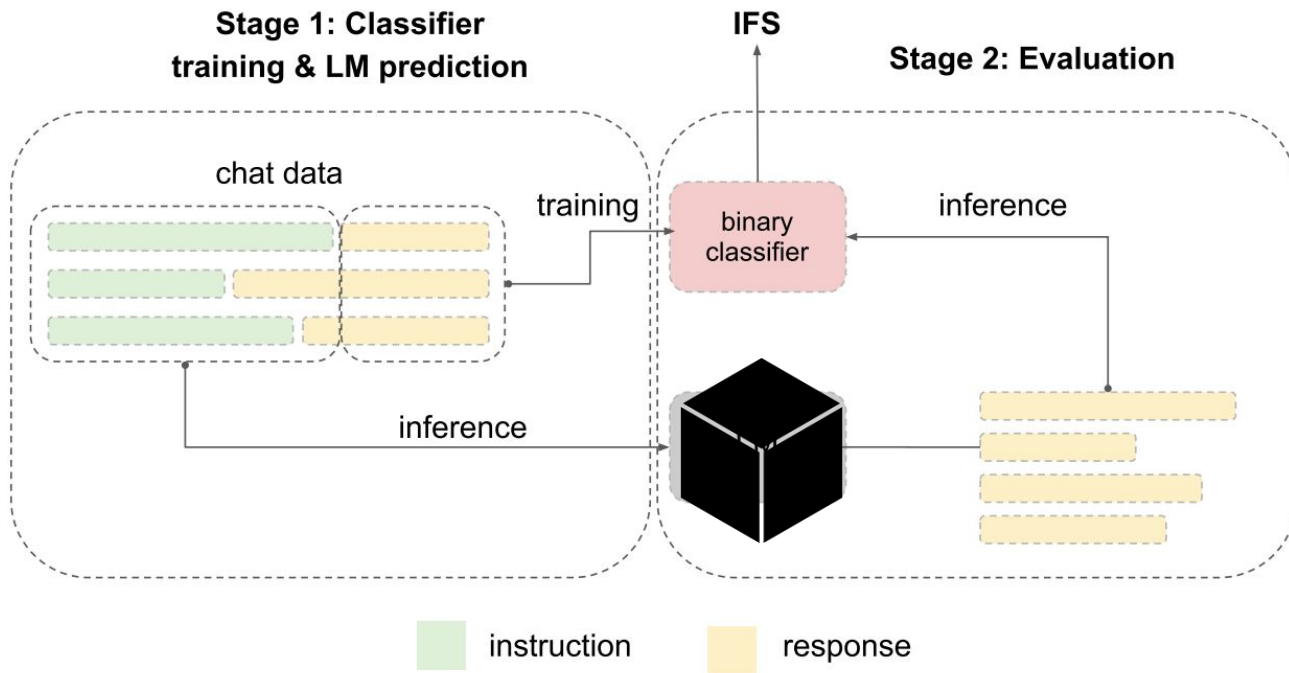 Stage 1: Classifier
training & LM prediction
IFS
Stage 2: Evaluation
chat data
training
binary
classifier
inference
inference
instruction
response